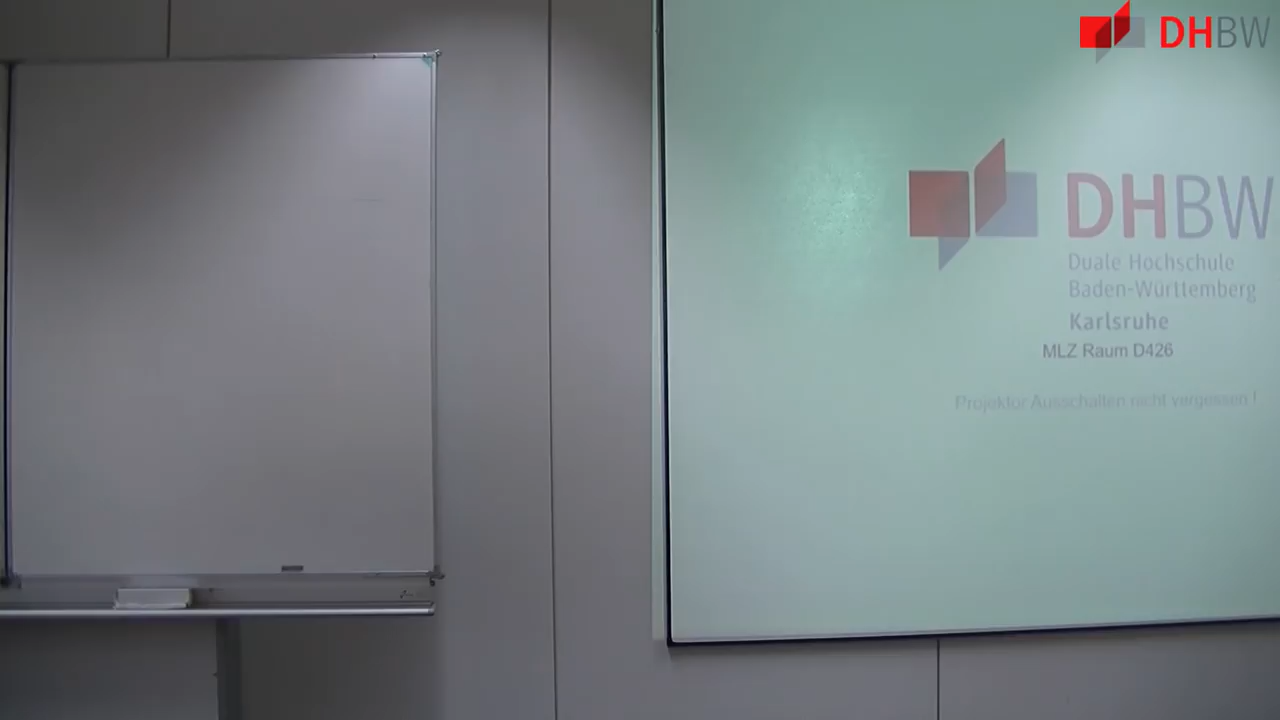 DHBW
DHBW
Duale Hochschule
Baden-Württemberg
Karlsruhe
MLZ Raum D426
Projektor Ausschalten nicht vergessen !